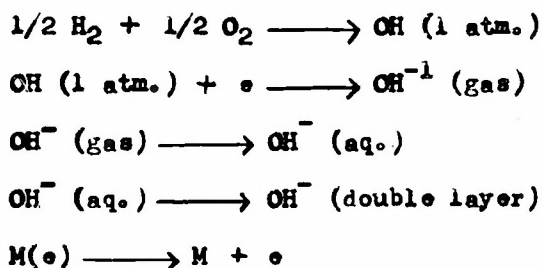 1/2 H₂ + 1/2 O₂ ⟶ OH (1 atm.)
OH (1 atm.) + e ⟶ OH⁻¹ (gas)
OH⁻ (gas) ⟶ OH⁻ (aq.)
OH⁻ (aq.) ⟶ OH⁻ (double layer)
M(e) ⟶ M + e